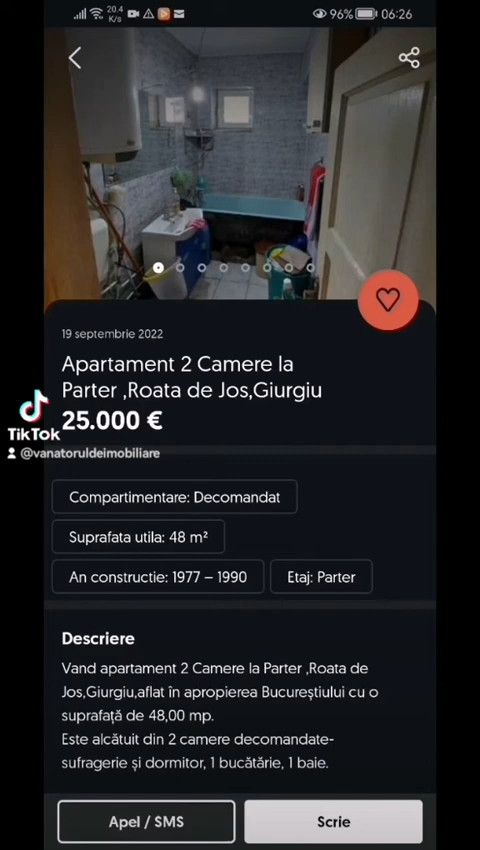 20.4
K/s
96%
06:26
19 septembrie 2022
Apartament 2 Camere la
Parter ,Roata de Jos,Giurgiu
25.000 €
TikTok
@vanatoruldeimobiliare
Compartimentare: Decomandat
Suprafata utila: 48 m²
An constructie: 1977 – 1990
Etaj: Parter
Descriere
Vand apartament 2 Camere la Parter ,Roata de
Jos,Giurgiu,aflat în apropierea Bucureștiului cu o
suprafață de 48,00 mp.
Este alcătuit din 2 camere decomandate-
sufragerie și dormitor, 1 bucătărie, 1 baie.
Apel / SMS
Scrie